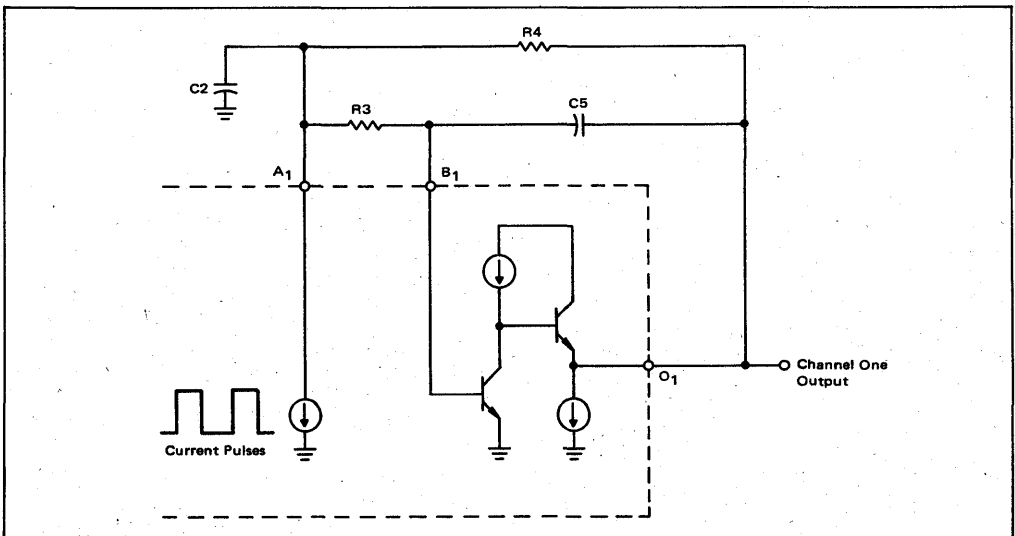 R4
C2
R3
C5
A1
B1
O1
Channel One
Output
Current Pulses